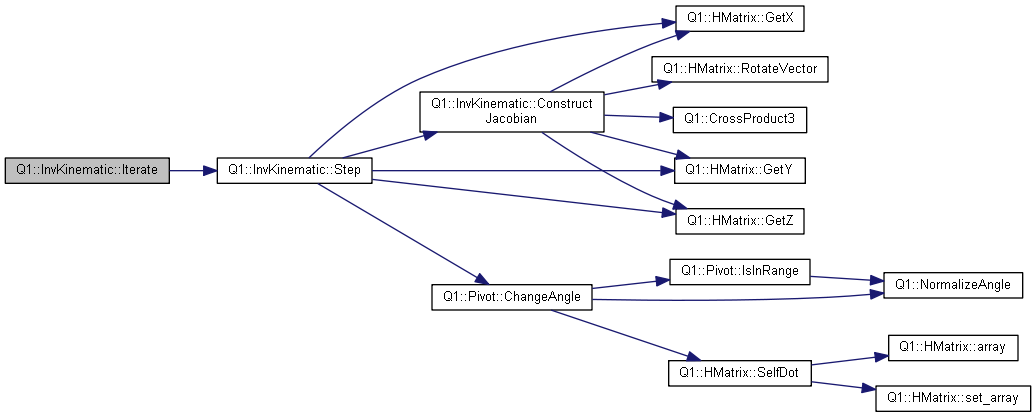 Q1::InvKinematic::Iterate
Q1::InvKinematic::Step
Q1::InvKinematic::Construct
Jacobian
Q1::HMatrix::GetX
Q1::HMatrix::RotateVector
Q1::CrossProduct3
Q1::HMatrix::GetY
Q1::HMatrix::GetZ
Q1::Pivot::ChangeAngle
Q1::Pivot::IsInRange
Q1::NormalizeAngle
Q1::HMatrix::SelfDot
Q1::HMatrix::array
Q1::HMatrix::set_array